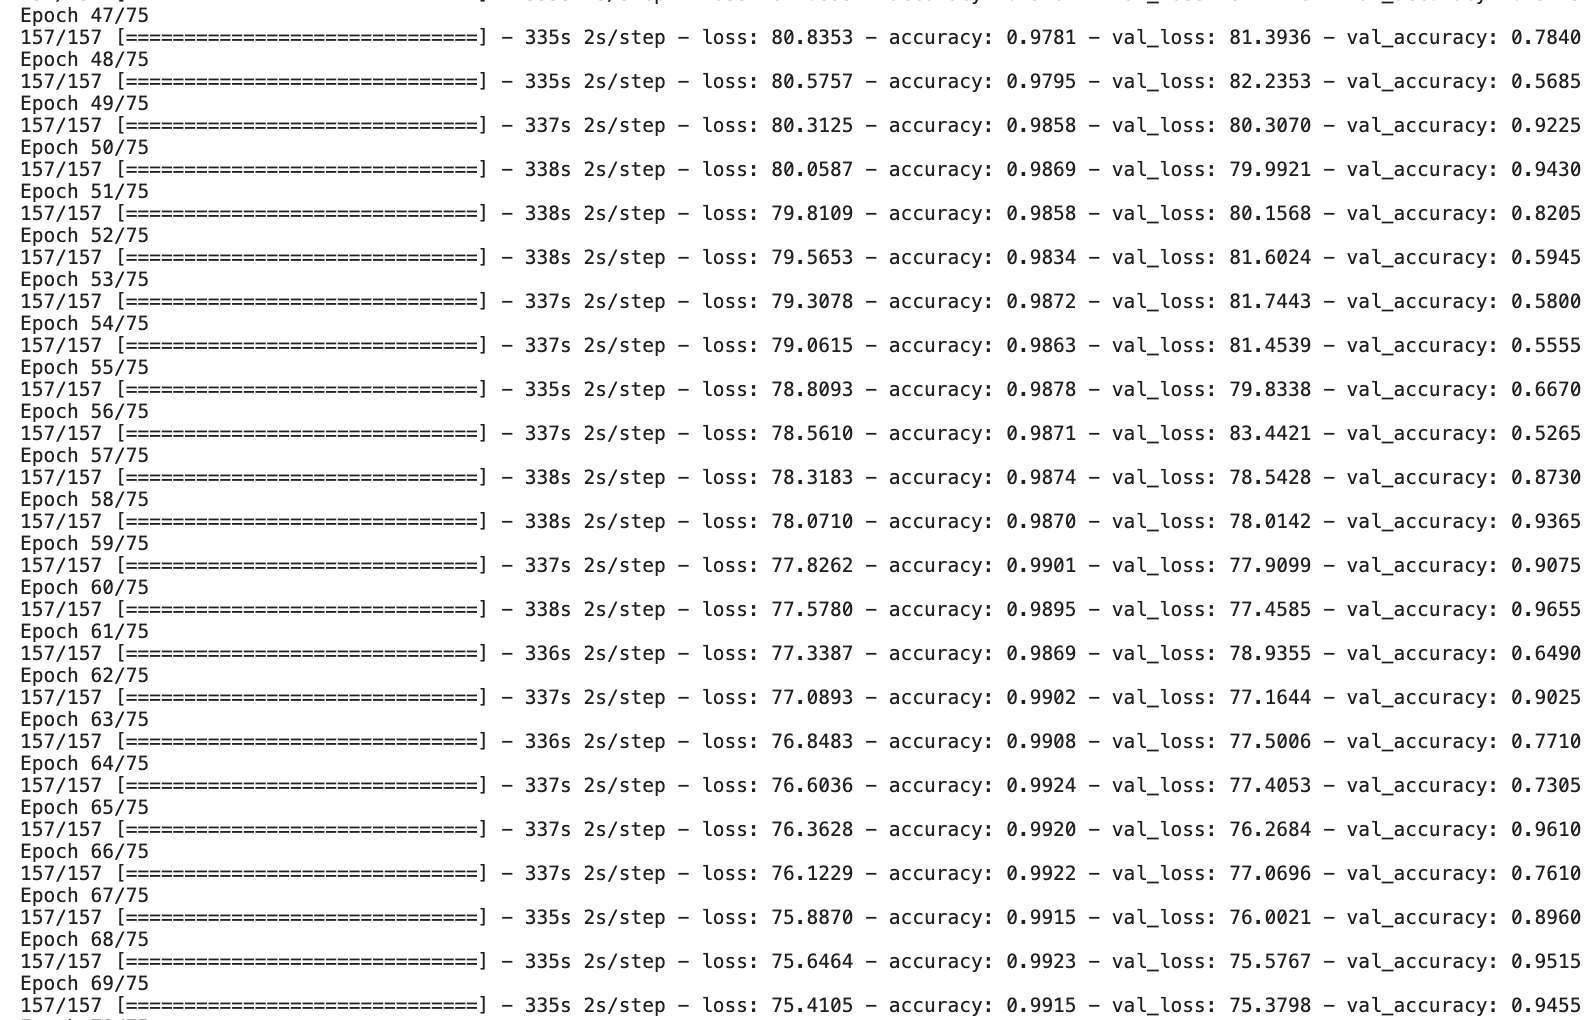 Epoch 47/75
157/157 [==============================] - 335s 2s/step - loss: 80.8353 - accuracy: 0.9781 - val_loss: 81.3936 - val_accuracy: 0.7840
Epoch 48/75
157/157 [==============================] - 335s 2s/step - loss: 80.5757 - accuracy: 0.9795 - val_loss: 82.2353 - val_accuracy: 0.5685
Epoch 49/75
157/157 [==============================] - 337s 2s/step - loss: 80.3125 - accuracy: 0.9858 - val_loss: 80.3070 - val_accuracy: 0.9225
Epoch 50/75
157/157 [==============================] - 338s 2s/step - loss: 80.0587 - accuracy: 0.9869 - val_loss: 79.9921 - val_accuracy: 0.9430
Epoch 51/75
157/157 [==============================] - 338s 2s/step - loss: 79.8109 - accuracy: 0.9858 - val_loss: 80.1568 - val_accuracy: 0.8205
Epoch 52/75
157/157 [==============================] - 338s 2s/step - loss: 79.5653 - accuracy: 0.9834 - val_loss: 81.6024 - val_accuracy: 0.5945
Epoch 53/75
157/157 [==============================] - 337s 2s/step - loss: 79.3078 - accuracy: 0.9872 - val_loss: 81.7443 - val_accuracy: 0.5800
Epoch 54/75
157/157 [==============================] - 337s 2s/step - loss: 79.0615 - accuracy: 0.9863 - val_loss: 81.4539 - val_accuracy: 0.5555
Epoch 55/75
157/157 [==============================] - 335s 2s/step - loss: 78.8093 - accuracy: 0.9878 - val_loss: 79.8338 - val_accuracy: 0.6670
Epoch 56/75
157/157 [==============================] - 337s 2s/step - loss: 78.5610 - accuracy: 0.9871 - val_loss: 83.4421 - val_accuracy: 0.5265
Epoch 57/75
157/157 [==============================] - 338s 2s/step - loss: 78.3183 - accuracy: 0.9874 - val_loss: 78.5428 - val_accuracy: 0.8730
Epoch 58/75
157/157 [==============================] - 338s 2s/step - loss: 78.0710 - accuracy: 0.9870 - val_loss: 78.0142 - val_accuracy: 0.9365
Epoch 59/75
157/157 [==============================] - 337s 2s/step - loss: 77.8262 - accuracy: 0.9901 - val_loss: 77.9099 - val_accuracy: 0.9075
Epoch 60/75
157/157 [==============================] - 338s 2s/step - loss: 77.5780 - accuracy: 0.9895 - val_loss: 77.4585 - val_accuracy: 0.9655
Epoch 61/75
157/157 [==============================] - 336s 2s/step - loss: 77.3387 - accuracy: 0.9869 - val_loss: 78.9355 - val_accuracy: 0.6490
Epoch 62/75
157/157 [==============================] - 337s 2s/step - loss: 77.0893 - accuracy: 0.9902 - val_loss: 77.1644 - val_accuracy: 0.9025
Epoch 63/75
157/157 [==============================] - 336s 2s/step - loss: 76.8483 - accuracy: 0.9908 - val_loss: 77.5006 - val_accuracy: 0.7710
Epoch 64/75
157/157 [==============================] - 337s 2s/step - loss: 76.6036 - accuracy: 0.9924 - val_loss: 77.4053 - val_accuracy: 0.7305
Epoch 65/75
157/157 [==============================] - 337s 2s/step - loss: 76.3628 - accuracy: 0.9920 - val_loss: 76.2684 - val_accuracy: 0.9610
Epoch 66/75
157/157 [==============================] - 337s 2s/step - loss: 76.1229 - accuracy: 0.9922 - val_loss: 77.0696 - val_accuracy: 0.7610
Epoch 67/75
157/157 [==============================] - 335s 2s/step - loss: 75.8870 - accuracy: 0.9915 - val_loss: 76.0021 - val_accuracy: 0.8960
Epoch 68/75
157/157 [==============================] - 335s 2s/step - loss: 75.6464 - accuracy: 0.9923 - val_loss: 75.5767 - val_accuracy: 0.9515
Epoch 69/75
157/157 [==============================] - 335s 2s/step - loss: 75.4105 - accuracy: 0.9915 - val_loss: 75.3798 - val_accuracy: 0.9455